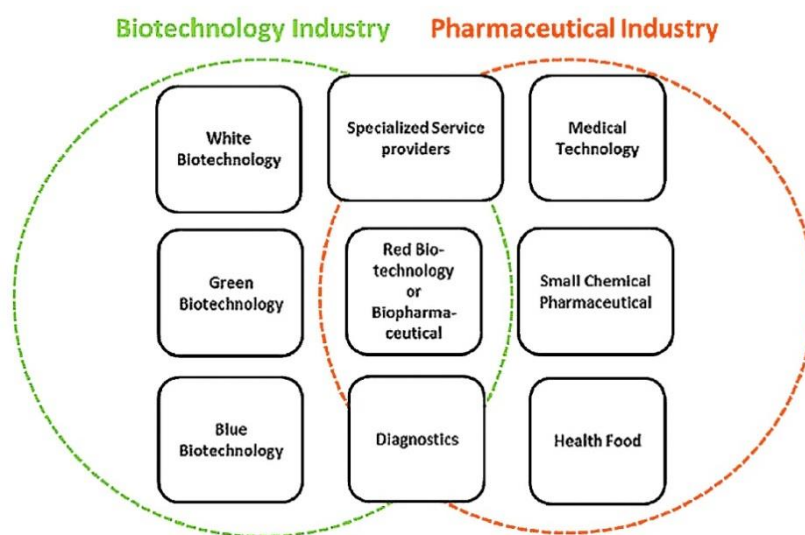 Biotechnology Industry
Pharmaceutical Industry
White
Biotechnology
Specialized Service
providers
Medical
Technology
Green
Biotechnology
Red Bio-
technology
or
Biopharma-
ceutical
Small Chemical
Pharmaceutical
Blue
Biotechnology
Diagnostics
Health Food